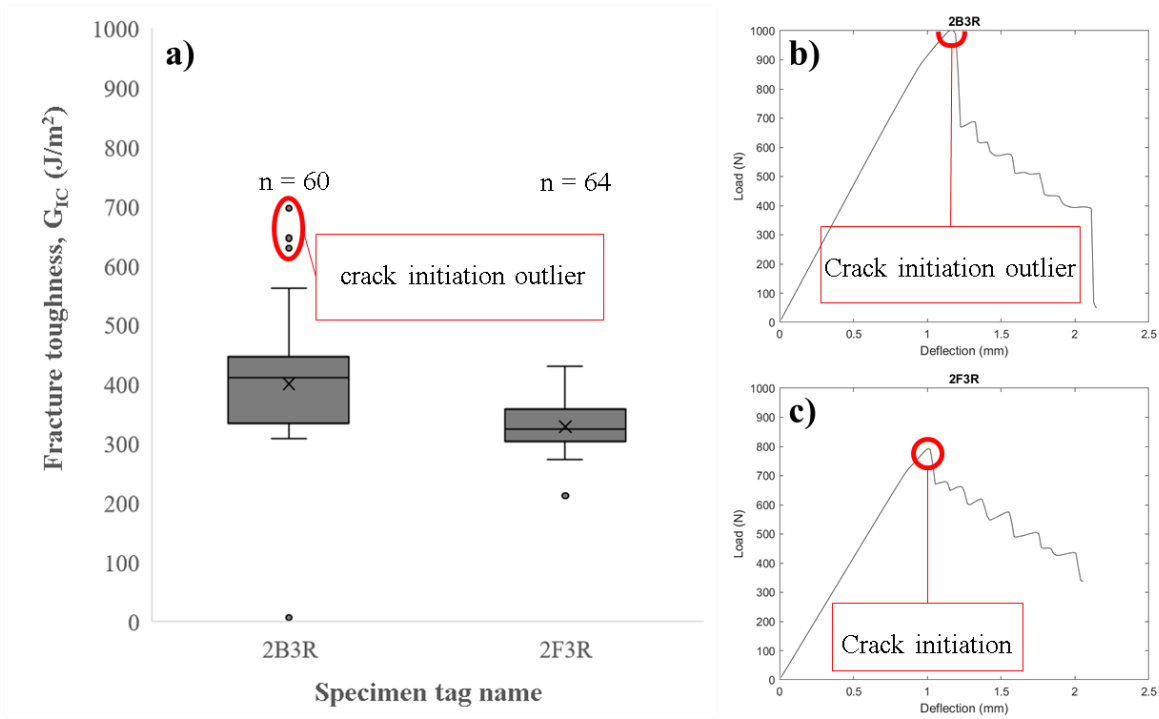 a)
Fracture toughness, GIC (J/m²)
1000
900
800
700
600
500
400
300
200
100
0
n = 60
n = 64
crack initiation outlier
2B3R
2F3R
Specimen tag name
b)
2B3R
Load (N)
1000
900
800
700
600
500
400
300
200
100
0
Crack initiation outlier
0
0.5
1
1.5
2
2.5
Deflection (mm)
c)
2F3R
Load (N)
1000
900
800
700
600
500
400
300
200
100
0
Crack initiation
0
0.5
1
1.5
2
2.5
Deflection (mm)